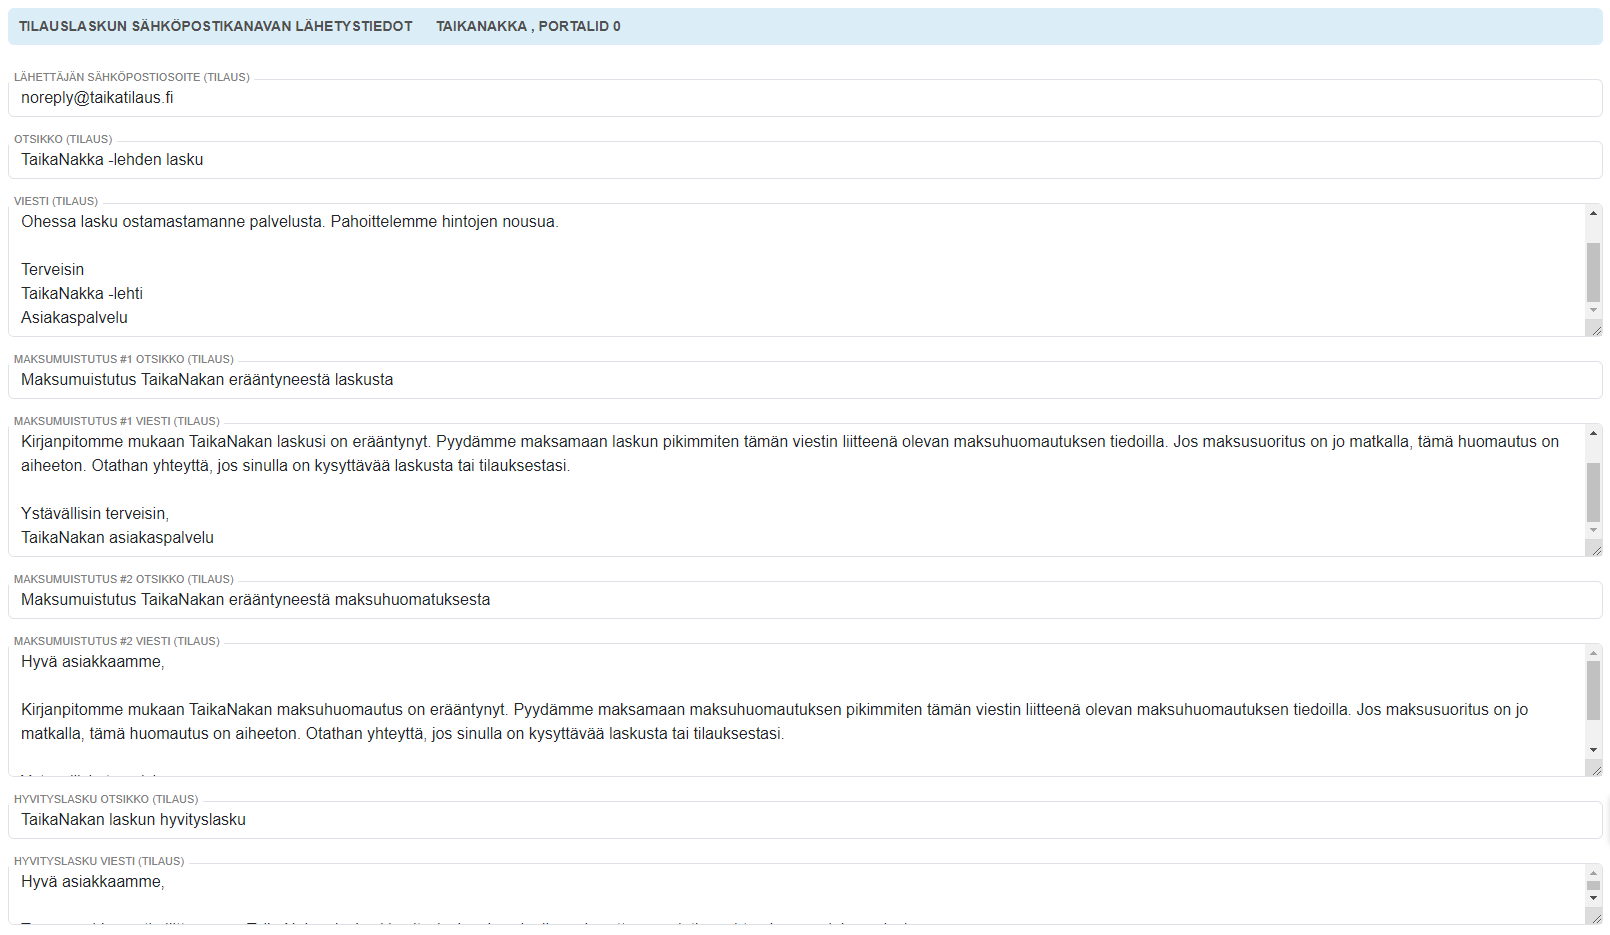 TILAUSLASKUN SÄHKÖPOSTIKANAVAN LÄHETYSTIEDOT TAIKANAKKA , PORTALID 0
LÄHETTÄJÄN SÄHKÖPOSTIOSOITE (TILAUS)
noreply@taikatilaus.fi
OTSIKKO (TILAUS)
TaikaNakka -lehden lasku
VIESTI (TILAUS)
Ohessa lasku ostamastamanne palvelusta. Pahoittelemme hintojen nousua.
Terveisin
TaikaNakka -lehti
Asiakaspalvelu
MAKSUMUISTUTUS #1 OTSIKKO (TILAUS)
Maksumuistutus TaikaNakan erääntyneestä laskusta
MAKSUMUISTUTUS #1 VIESTI (TILAUS)
Kirjanpitomme mukaan TaikaNakan laskusi on erääntynyt. Pyydämme maksamaan laskun pikimmiten tämän viestin liitteenä olevan maksuhuomautuksen tiedoilla. Jos maksusuoritus on jo matkalla, tämä huomautus on
aiheeton. Otathan yhteyttä, jos sinulla on kysyttävää laskusta tai tilauksestasi.
Ystävällisin terveisin,
TaikaNakan asiakaspalvelu
MAKSUMUISTUTUS #2 OTSIKKO (TILAUS)
Maksumuistutus TaikaNakan erääntyneestä maksuhuomatuksesta
MAKSUMUISTUTUS #2 VIESTI (TILAUS)
Hyvä asiakkaamme,
Kirjanpitomme mukaan TaikaNakan maksuhuomautus on erääntynyt. Pyydämme maksamaan maksuhuomautuksen pikimmiten tämän viestin liitteenä olevan maksuhuomautuksen tiedoilla. Jos maksusuoritus on jo
matkalla, tämä huomautus on aiheeton. Otathan yhteyttä, jos sinulla on kysyttävää laskusta tai tilauksestasi.
HYVITYSLASKU OTSIKKO (TILAUS)
TaikaNakan laskun hyvityslasku
HYVITYSLASKU VIESTI (TILAUS)
Hyvä asiakkaamme,